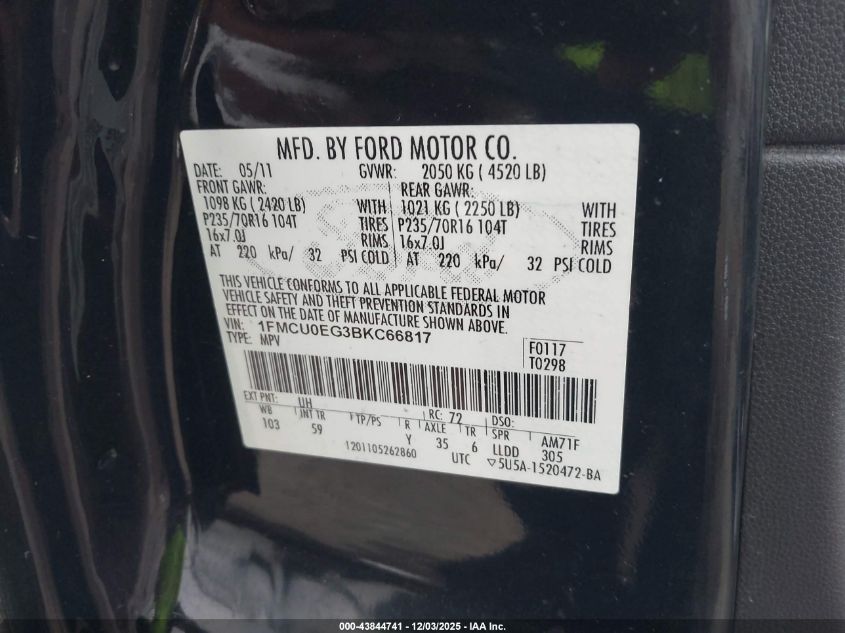 MFD. BY FORD MOTOR CO.
DATE: 05/11 GVWR: 2050 KG ( 4520 LB)
FRONT GAWR: REAR GAWR:
1098 KG ( 2420 LB) WITH 1021 KG ( 2250 LB) WITH
P235/70R16 104T TIRES P235/70R16 104T TIRES
16x7.0J RIMS 16x7.0J RIMS
AT 220 kPa/ 32 PSI COLD AT 220 kPa/ 32 PSI COLD
THIS VEHICLE CONFORMS TO ALL APPLICABLE FEDERAL MOTOR
VEHICLE SAFETY AND THEFT PREVENTION STANDARDS IN
EFFECT ON THE DATE OF MANUFACTURE SHOWN ABOVE.
VIN: 1FMCU0EG3BKC66817
TYPE: MPV
F0117
T0298
EXT PNT: UH RC: 72 DSO:
WB INT TR TP/PS R AXLE TR SPR AM71F
103 59 Y 35 6 LLDD 305
1201105262860 UTC ▽5U5A-1520472-BA
000-43844741 - 12/03/2025 - IAA Inc.